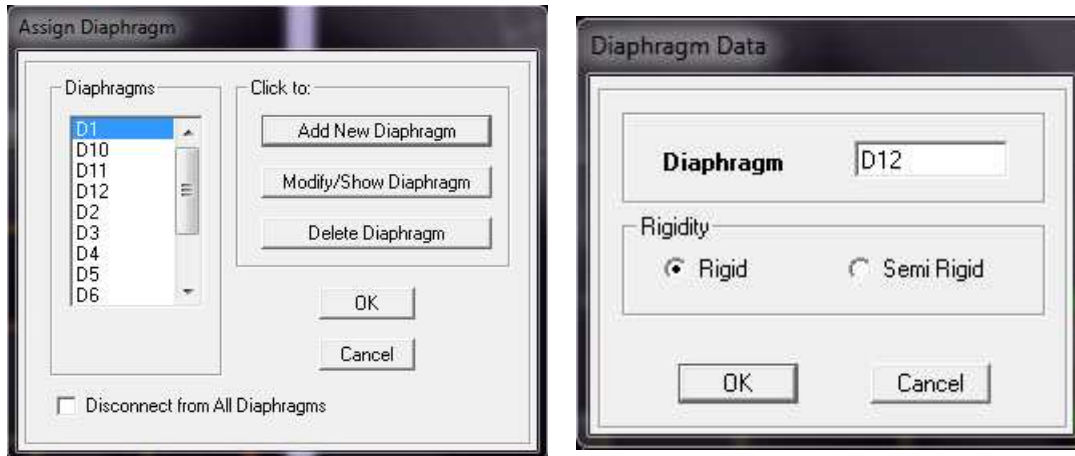 Assign Diaphragm
Diaphragms
D1
D10
D11
D12
D2
D3
D4
D5
D6
Click to:
Add New Diaphragm
Modify/Show Diaphragm
Delete Diaphragm
OK
Cancel
Disconnect from All Diaphragms
Diaphragm Data
Diaphragm D12
Rigidity
Rigid Semi Rigid
OK Cancel